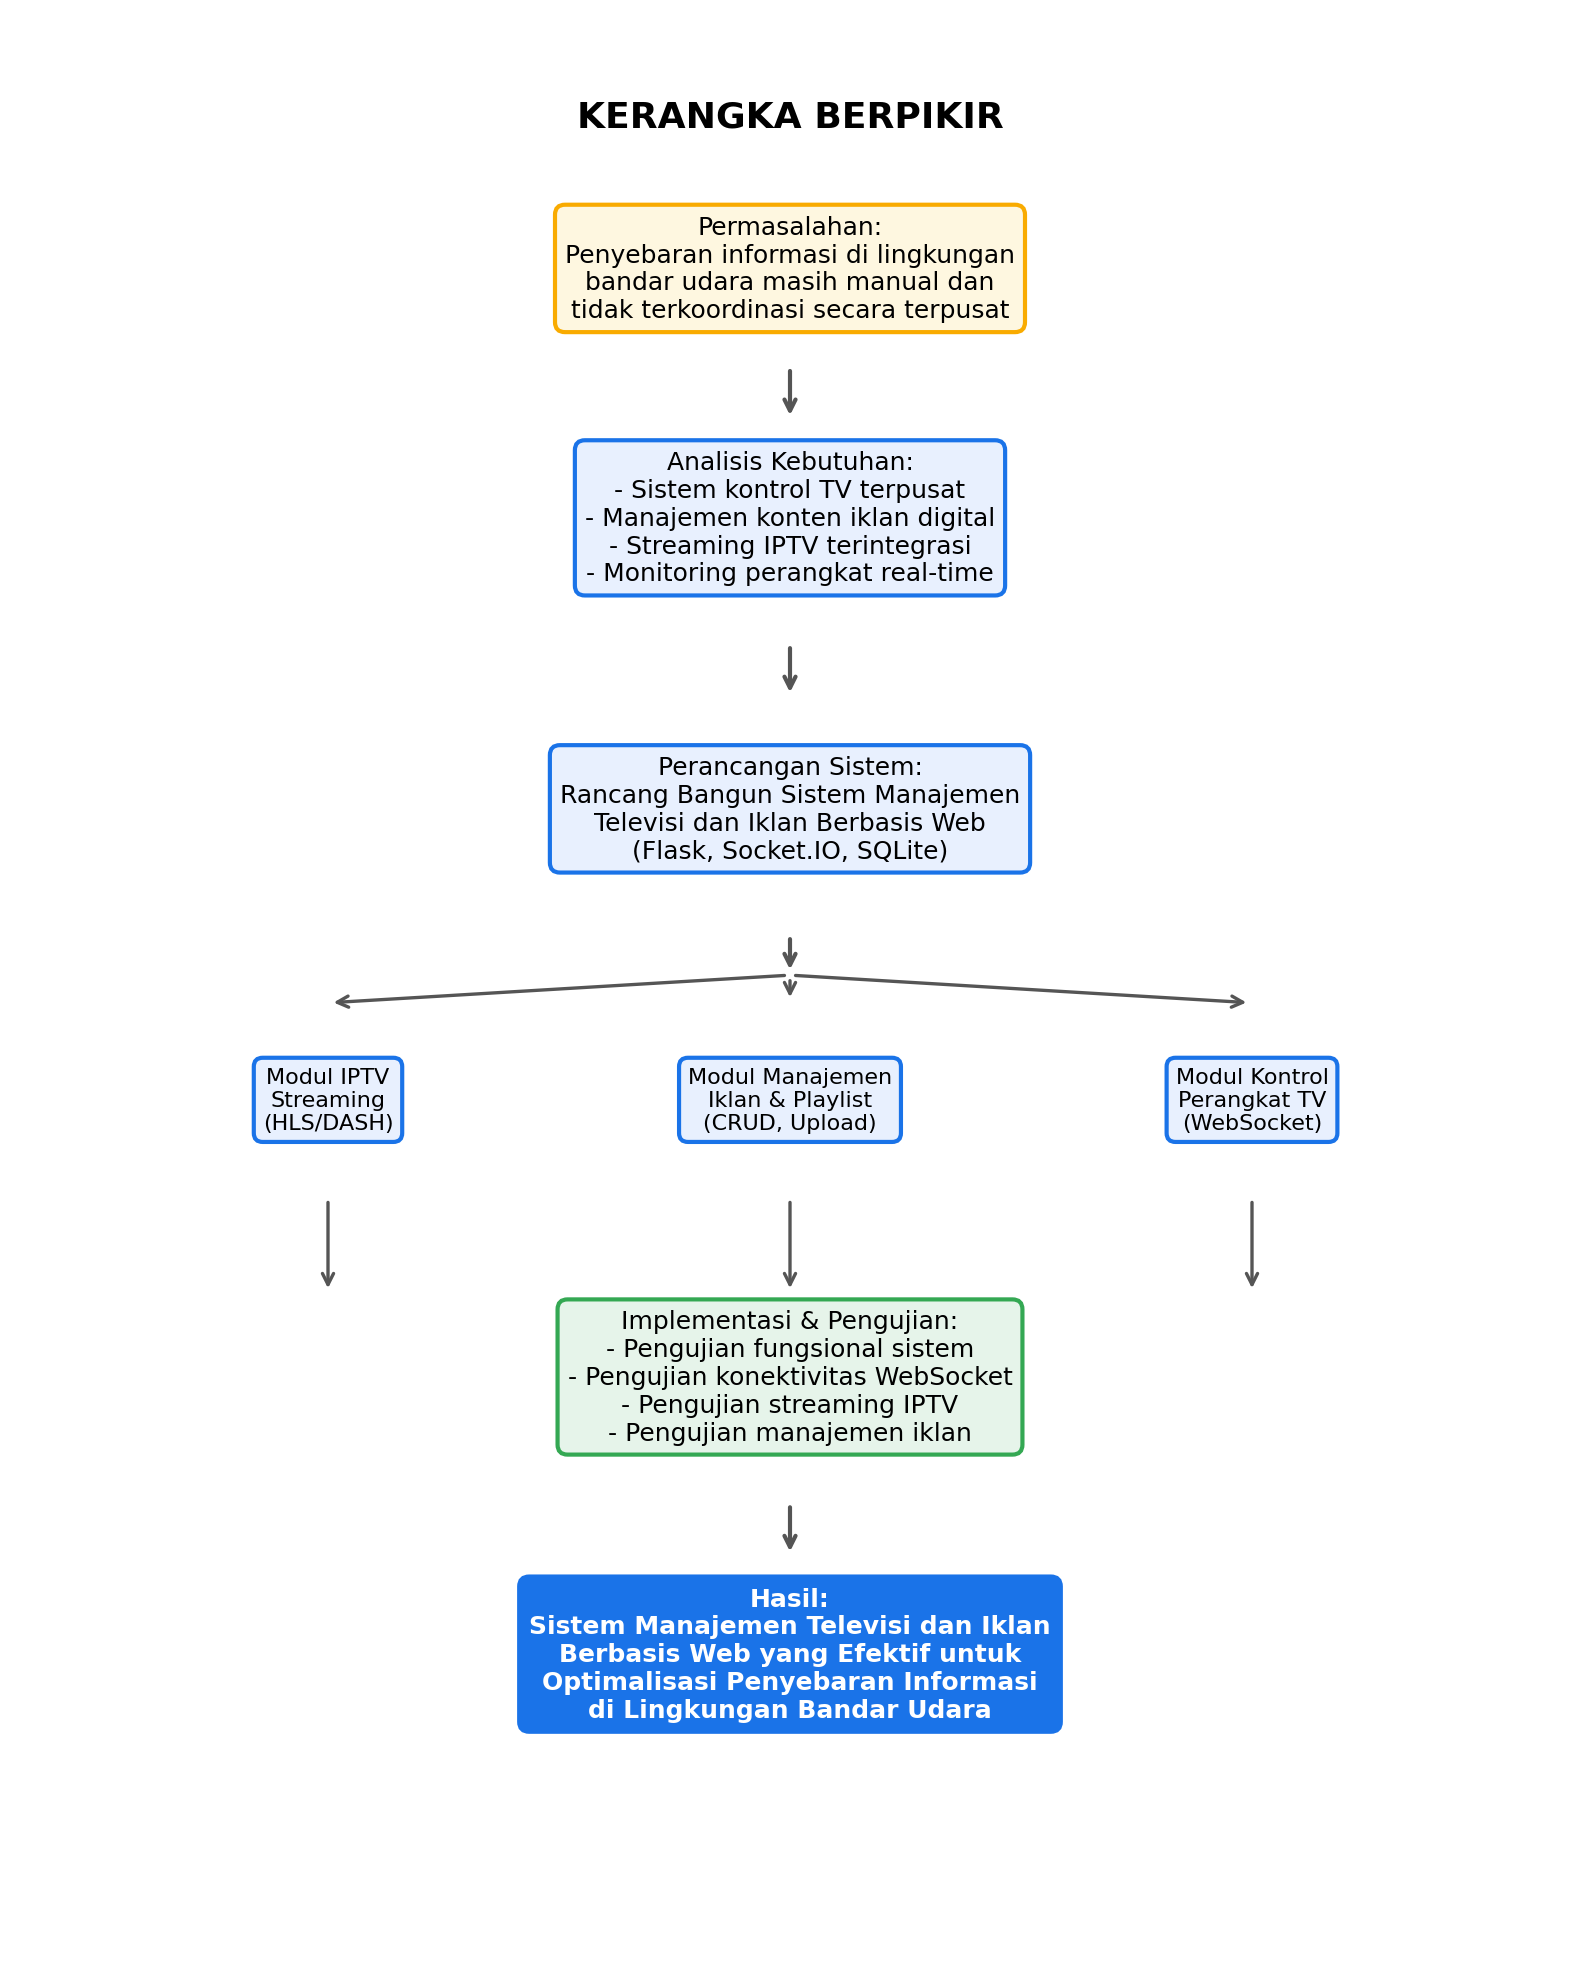 KERANGKA BERPIKIR
Permasalahan:
Penyebaran informasi di lingkungan
bandar udara masih manual dan
tidak terkoordinasi secara terpusat
Analisis Kebutuhan:
- Sistem kontrol TV terpusat
- Manajemen konten iklan digital
- Streaming IPTV terintegrasi
- Monitoring perangkat real-time
Perancangan Sistem:
Rancang Bangun Sistem Manajemen
Televisi dan Iklan Berbasis Web
(Flask, Socket.IO, SQLite)
Modul IPTV
Streaming
(HLS/DASH)
Modul Manajemen
Iklan & Playlist
(CRUD, Upload)
Modul Kontrol
Perangkat TV
(WebSocket)
Implementasi & Pengujian:
- Pengujian fungsional sistem
- Pengujian konektivitas WebSocket
- Pengujian streaming IPTV
- Pengujian manajemen iklan
Hasil:
Sistem Manajemen Televisi dan Iklan
Berbasis Web yang Efektif untuk
Optimalisasi Penyebaran Informasi
di Lingkungan Bandar Udara